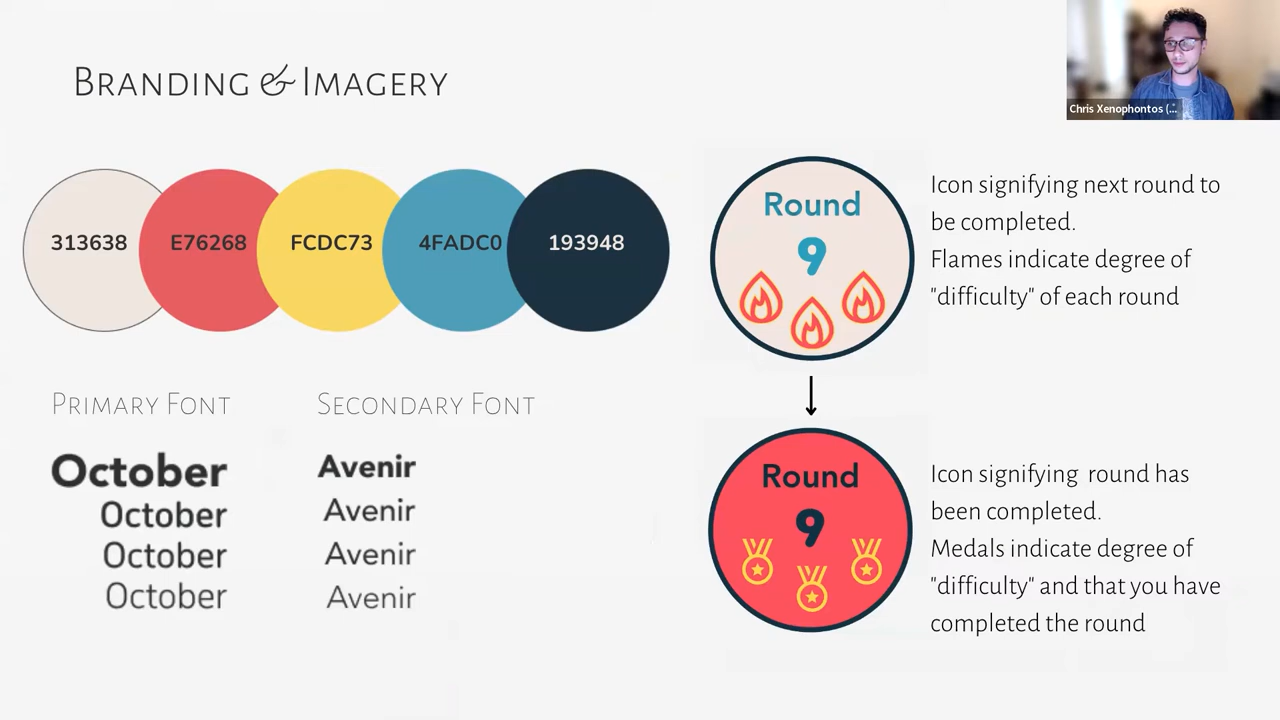 BRANDING & IMAGERY
Chris Xenophontos (...
313638 E76268 FCDC73 4FADC0 193948
PRIMARY FONT
October
October
October
October
SECONDARY FONT
Avenir
Avenir
Avenir
Avenir
Round
9
Icon signifying next round to
be completed.
Flames indicate degree of
"difficulty" of each round
Round
9
Icon signifying round has
been completed.
Medals indicate degree of
"difficulty" and that you have
completed the round